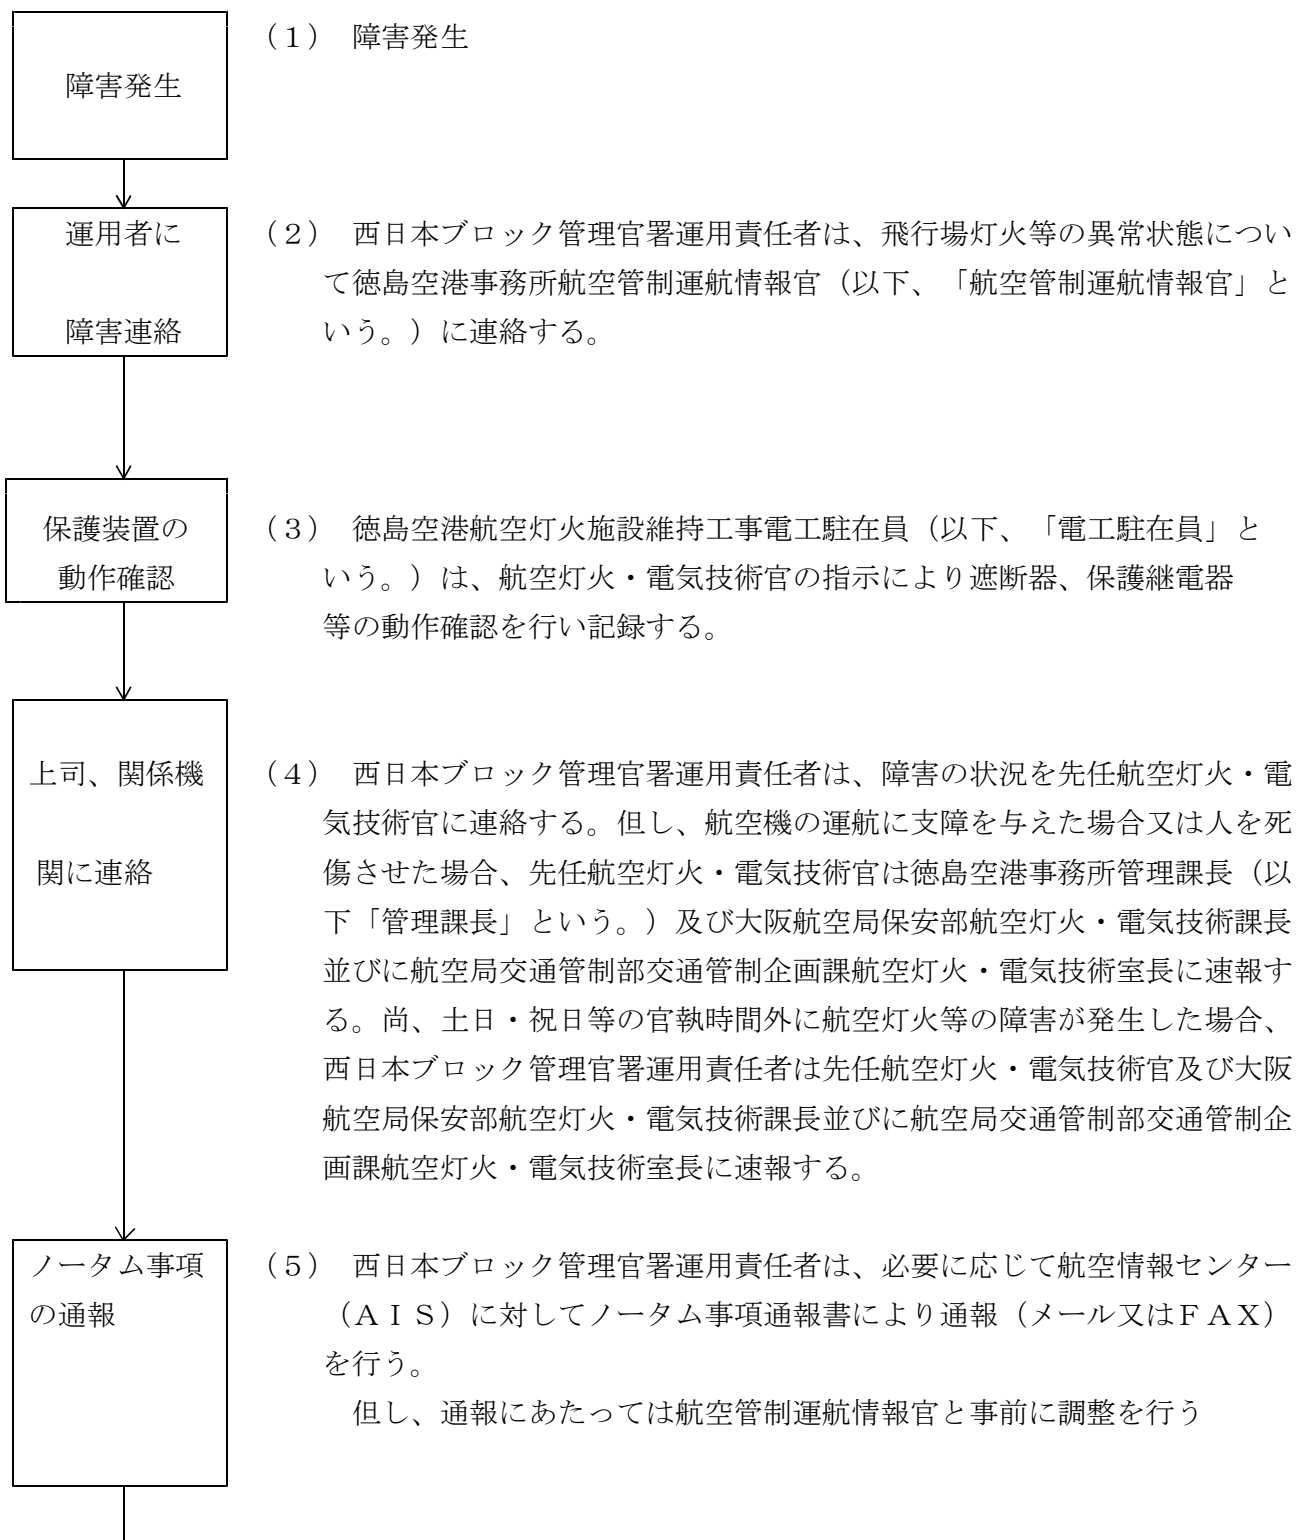 障害発生
（１）　障害発生
運用者に
障害連絡
（２）　西日本ブロック管理官署運用責任者は、飛行場灯火等の異常状態につい
て徳島空港事務所航空管制運航情報官（以下、「航空管制運航情報官」と
いう。）に連絡する。
保護装置の
動作確認
（３）　徳島空港航空灯火施設維持工事電工駐在員（以下、「電工駐在員」と
いう。）は、航空灯火・電気技術官の指示により遮断器、保護継電器
等の動作確認を行い記録する。
上司、関係機
関に連絡
（４）　西日本ブロック管理官署運用責任者は、障害の状況を先任航空灯火・電
気技術官に連絡する。但し、航空機の運航に支障を与えた場合又は人を死
傷させた場合、先任航空灯火・電気技術官は徳島空港事務所管理課長（以
下「管理課長」という。）及び大阪航空局保安部航空灯火・電気技術課長
並びに航空局交通管制部交通管制企画課航空灯火・電気技術室長に速報す
る。尚、土日・祝日等の官執時間外に航空灯火等の障害が発生した場合、
西日本ブロック管理官署運用責任者は先任航空灯火・電気技術官及び大阪
航空局保安部航空灯火・電気技術課長並びに航空局交通管制部交通管制企
画課航空灯火・電気技術室長に速報する。
ノータム事項
の通報
（５）　西日本ブロック管理官署運用責任者は、必要に応じて航空情報センター
（ＡＩＳ）に対してノータム事項通報書により通報（メール又はＦＡＸ）
を行う。
但し、通報にあたっては航空管制運航情報官と事前に調整を行う